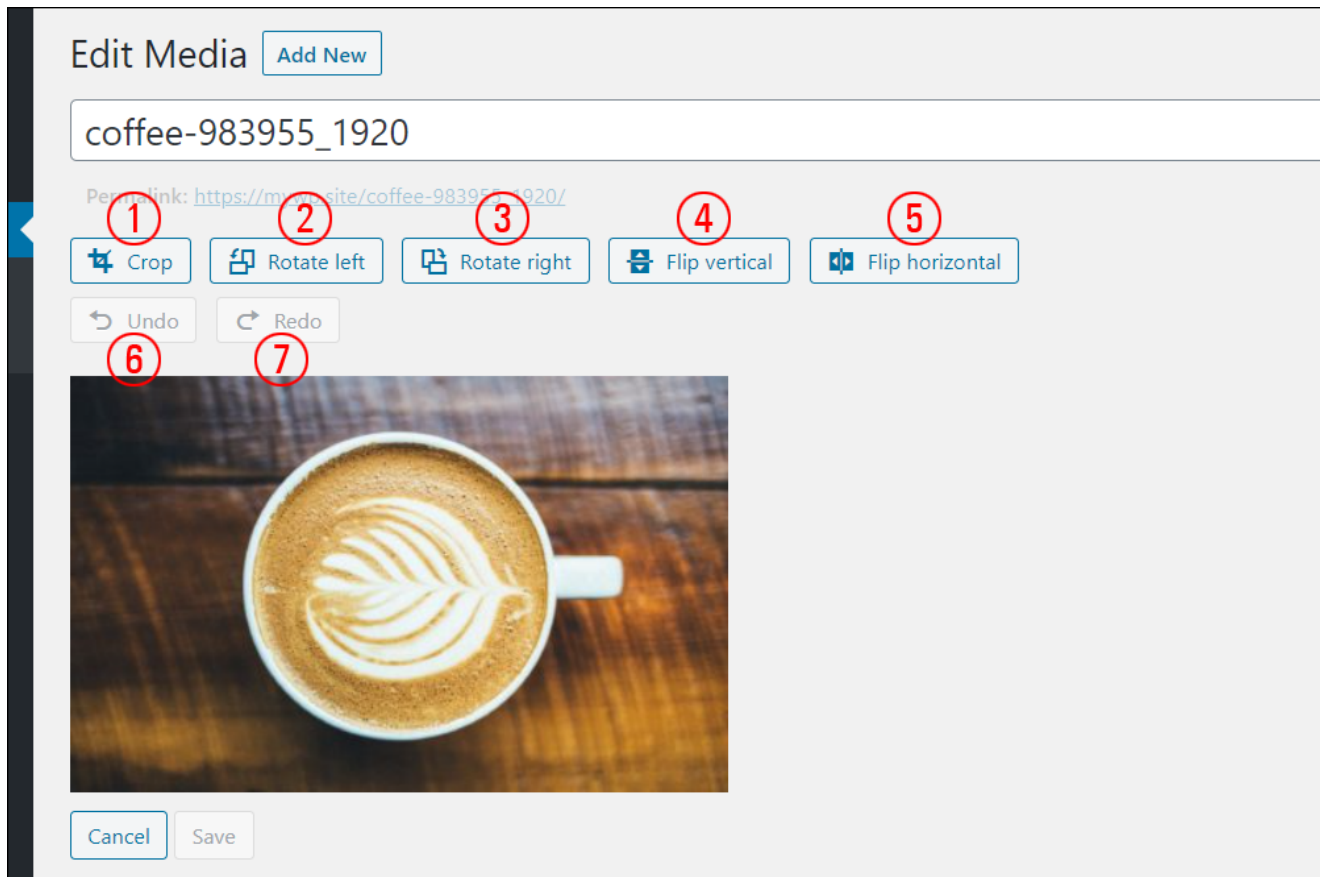 Edit Media Add New
coffee-983955_1920
Permalink: https://mywp.site/coffee-983955_1920/
1 2 3 4 5
Crop Rotate left Rotate right Flip vertical Flip horizontal
Undo Redo
6 7
Cancel Save